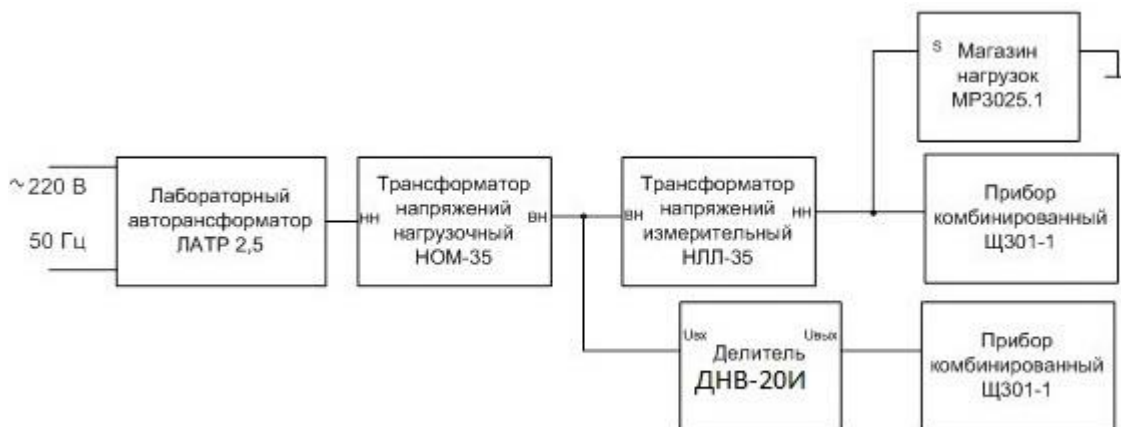 ~220 В
50 Гц
Лабораторный
авторансформатор
ЛАТР 2,5
нн
Трансформатор
напряжений
нагрузочный
НОМ-35
вн
вн
Трансформатор
напряжения
измерительный
НЛЛ-35
нн
S
Магазин
нагрузок
МР3025.1
Прибор
комбинированный
Щ301-1
Uвх
Uвых
Делитель
ДНВ-20И
Прибор
комбинированный
Щ301-1